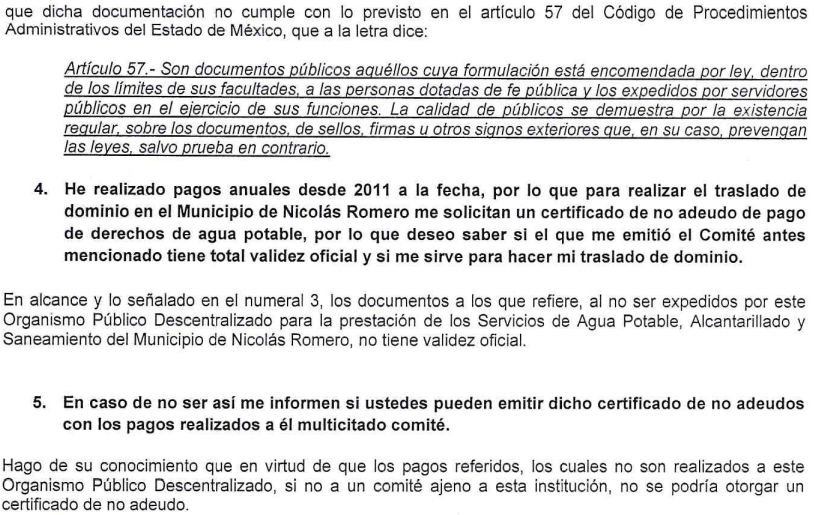 que dicha documentación no cumple con lo previsto en el artículo 57 del Código de Procedimientos
Administrativos del Estado de México, que a la letra dice:
Artículo 57.- Son documentos públicos aquéllos cuya formulación está encomendada por ley, dentro
de los límites de sus facultades, a las personas dotadas de fe pública y los expedidos por servidores
públicos en el ejercicio de sus funciones. La calidad de públicos se demuestra por la existencia
regular, sobre los documentos, de sellos, firmas u otros signos exteriores que, en su caso, prevengan
las leyes, salvo prueba en contrario.
4. He realizado pagos anuales desde 2011 a la fecha, por lo que para realizar el traslado de
dominio en el Municipio de Nicolás Romero me solicitan un certificado de no adeudo de pago
de derechos de agua potable, por lo que deseo saber si el que me emitió el Comité antes
mencionado tiene total validez oficial y si me sirve para hacer mi traslado de dominio.
En alcance y lo señalado en el numeral 3, los documentos a los que refiere, al no ser expedidos por este
Organismo Público Descentralizado para la prestación de los Servicios de Agua Potable, Alcantarillado y
Saneamiento del Municipio de Nicolás Romero, no tiene validez oficial.
5. En caso de no ser así me informen si ustedes pueden emitir dicho certificado de no adeudos
con los pagos realizados a él multicitado comité.
Hago de su conocimiento que en virtud de que los pagos referidos, los cuales no son realizados a este
Organismo Público Descentralizado, si no a un comité ajeno a esta institución, no se podría otorgar un
certificado de no adeudo.